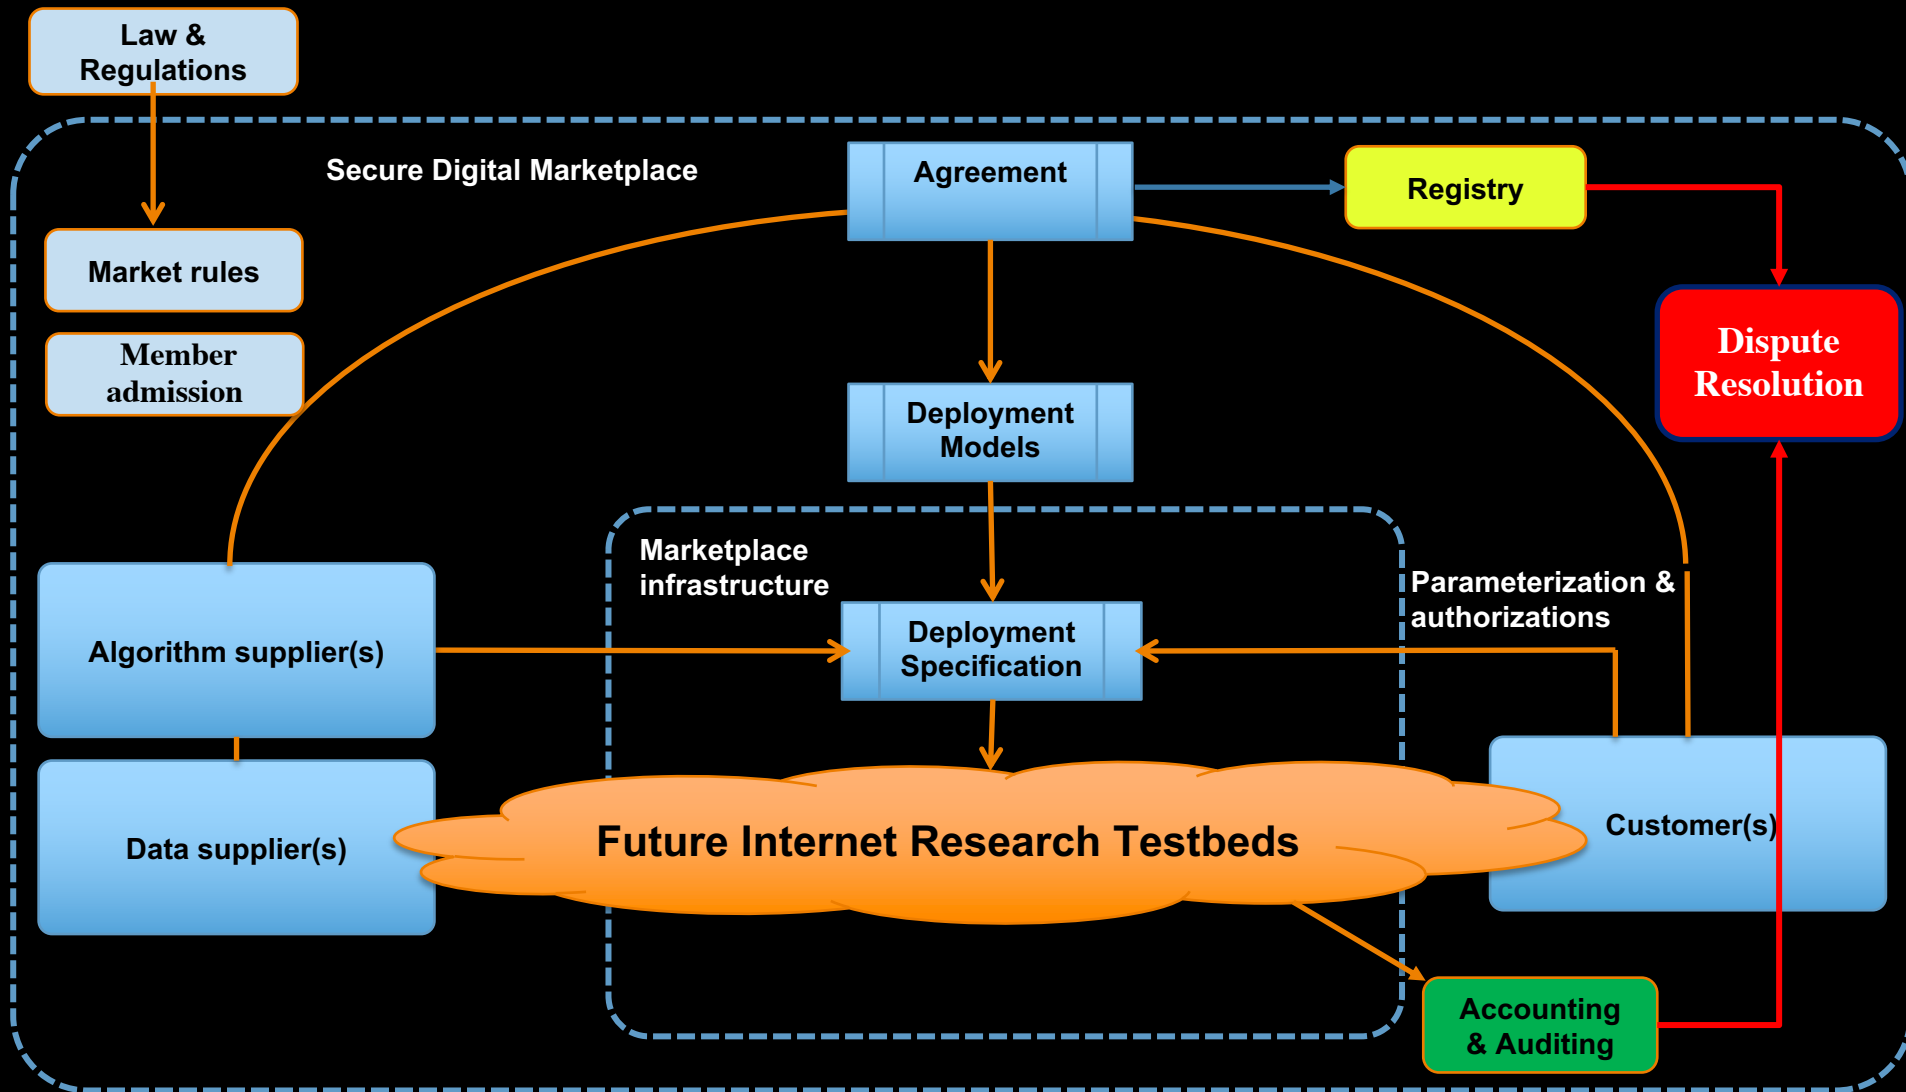 Law &
Regulations
Secure Digital Marketplace
Agreement
Registry
Market rules
Member
admission
Dispute
Resolution
Deployment
Models
Marketplace
infrastructure
Parameterization &
authorizations
Algorithm supplier(s)
Deployment
Specification
Data supplier(s)
Future Internet Research Testbeds
Customer(s)
Accounting
& Auditing